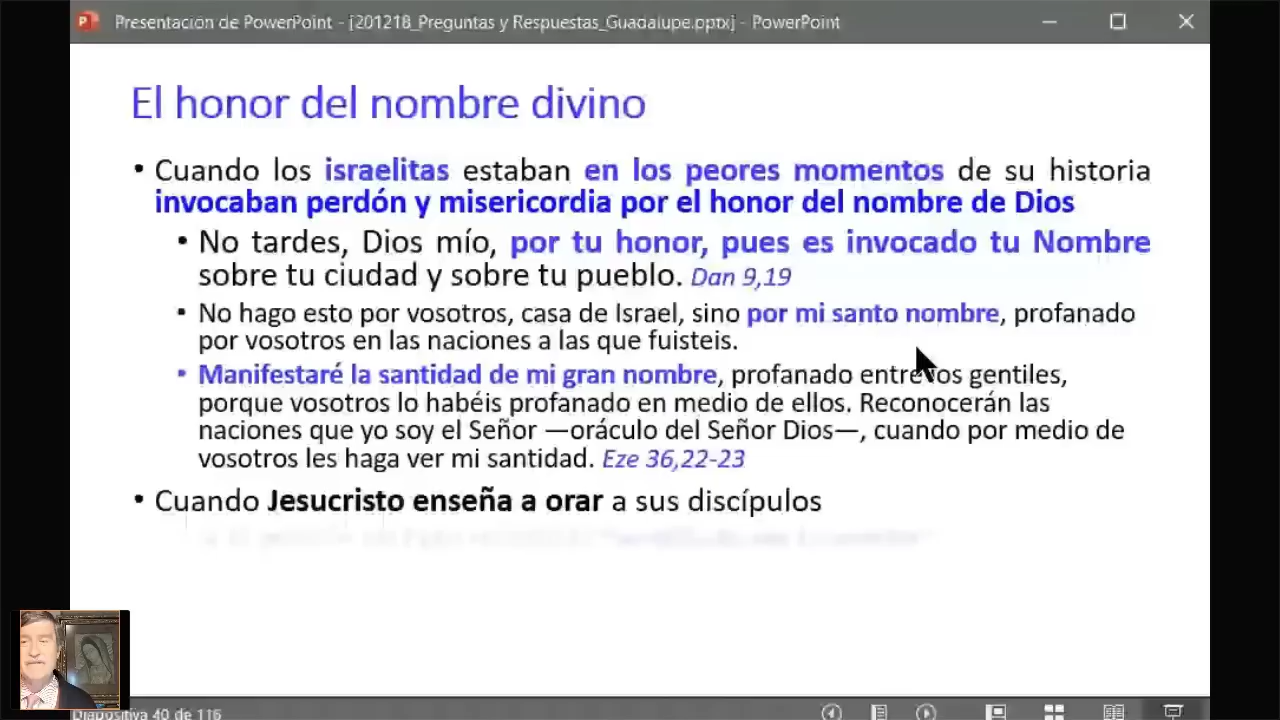 Presentación de PowerPoint - [201218_Preguntas y Respuestas_Guadalupe.pptx] - PowerPoint
El honor del nombre divino
• Cuando los israelitas estaban en los peores momentos de su historia
invocaban perdón y misericordia por el honor del nombre de Dios
• No tardes, Dios mío, por tu honor, pues es invocado tu Nombre
sobre tu ciudad y sobre tu pueblo. Dan 9,19
• No hago esto por vosotros, casa de Israel, sino por mi santo nombre, profanado
por vosotros en las naciones a las que fuisteis.
• Manifestaré la santidad de mi gran nombre, profanado entre los gentiles,
porque vosotros lo habéis profanado en medio de ellos. Reconocerán las
naciones que yo soy el Señor —oráculo del Señor Dios—, cuando por medio de
vosotros les haga ver mi santidad. Eze 36,22-23
• Cuando Jesucristo enseña a orar a sus discípulos
Diapositiva 40 de 116